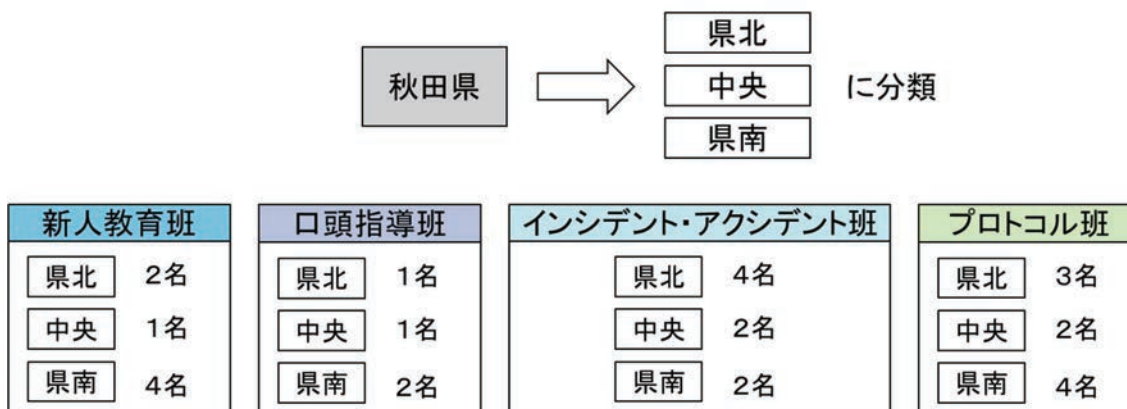 秋田県
県北
中央
県南
に分類
新人教育班
県北 2名
中央 1名
県南 4名
口頭指導班
県北 1名
中央 1名
県南 2名
インシデント・アクシデント班
県北 4名
中央 2名
県南 2名
プロトコル班
県北 3名
中央 2名
県南 4名